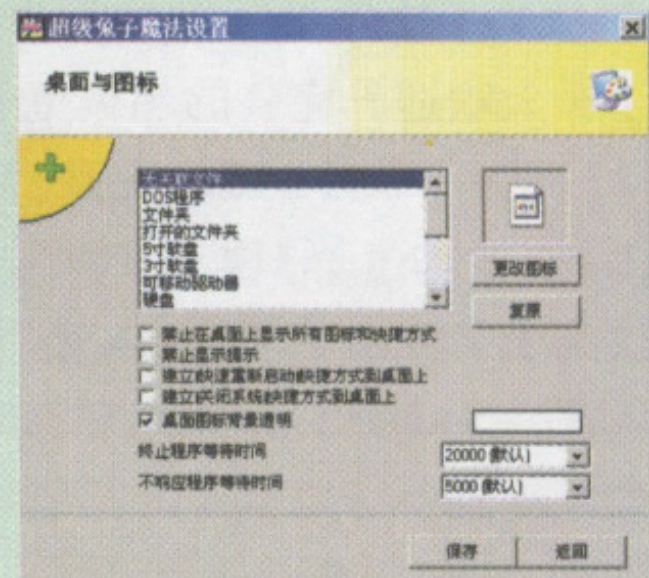 超级兔子魔法设置
桌面与图标
无关联文件
DOS程序
文件夹
打开的文件夹
5寸软盘
3寸软盘
可移动驱动器
硬盘
更改图标
复原
禁止在桌面上显示所有图标和快捷方式
禁止显示提示
建立快速重新启动快捷方式到桌面上
建立关闭系统快捷方式到桌面上
桌面图标背景透明
终止程序等待时间
20000 (默认)
不响应程序等待时间
5000 (默认)
保存
返回